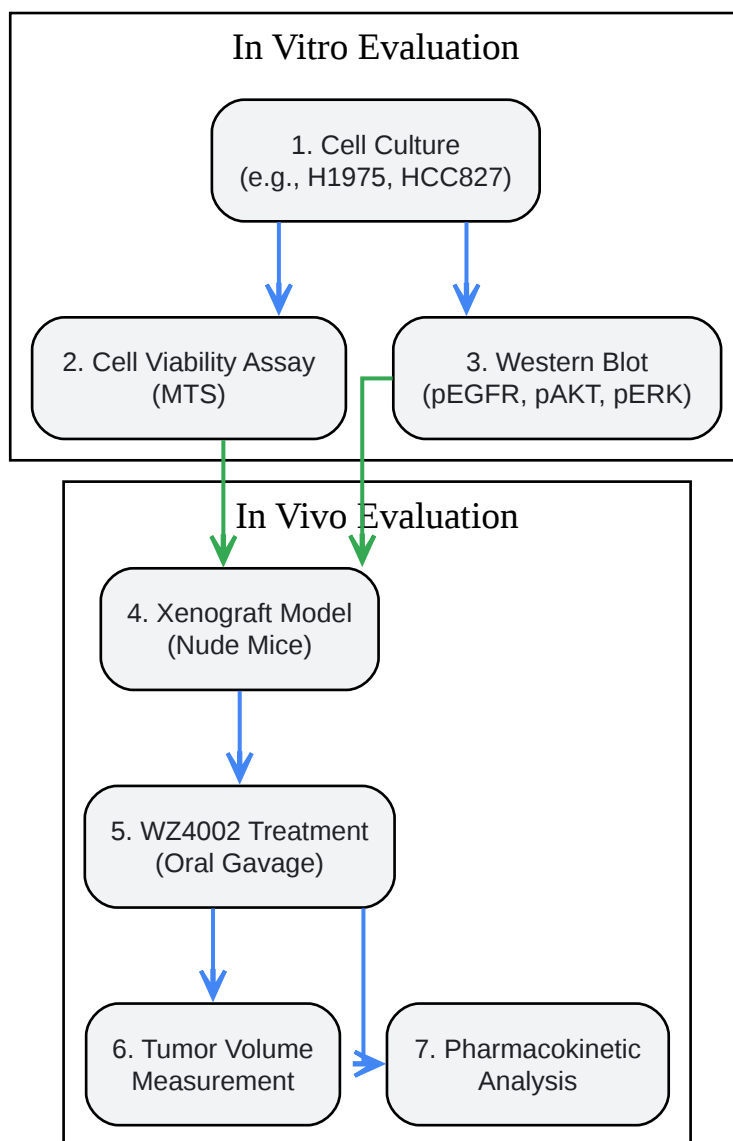 In Vitro Evaluation
1. Cell Culture
(e.g., H1975, HCC827)
2. Cell Viability Assay
(MTS)
3. Western Blot
(pEGFR, pAKT, pERK)
In Vivo Evaluation
4. Xenograft Model
(Nude Mice)
5. WZ4002 Treatment
(Oral Gavage)
6. Tumor Volume
Measurement
7. Pharmacokinetic
Analysis